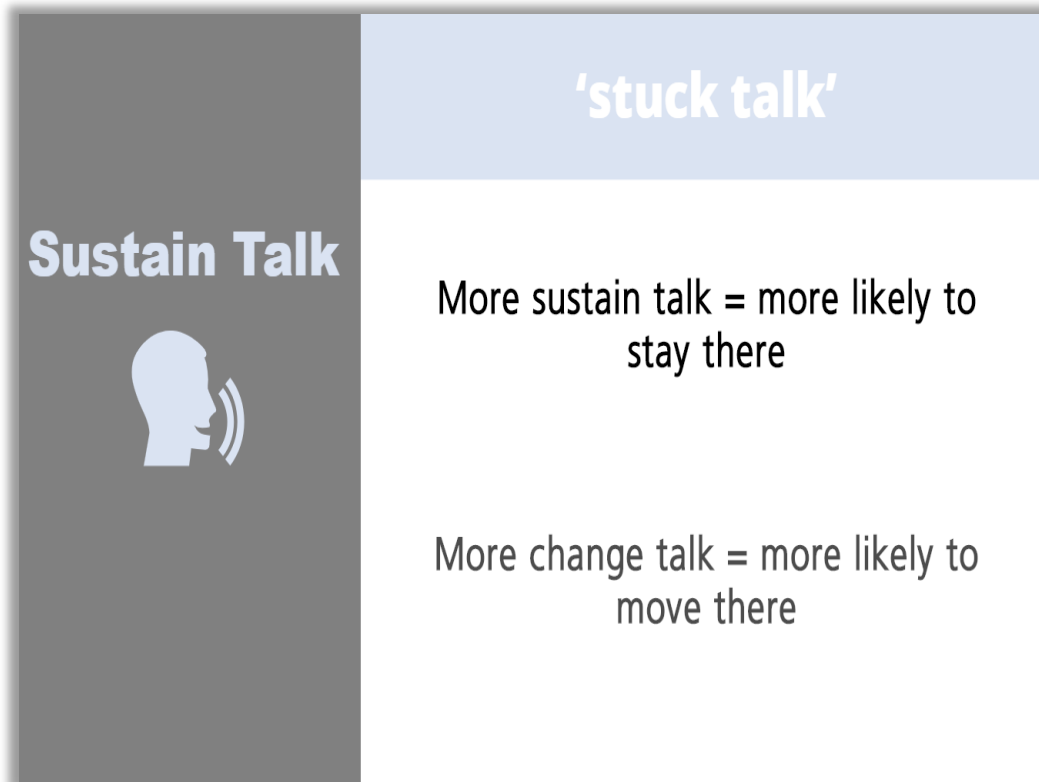 Sustain Talk
‘stuck talk’
More sustain talk = more likely to
stay there
More change talk = more likely to
move there